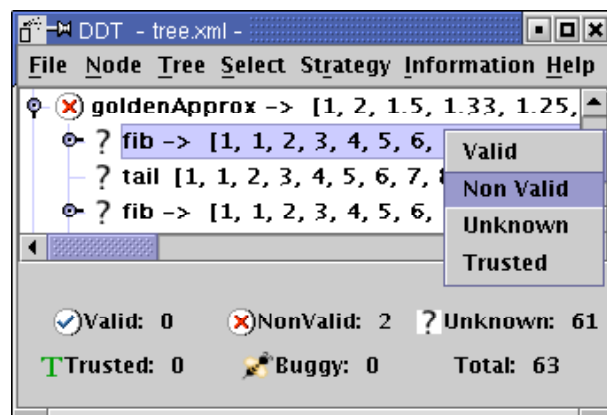 DDT - tree.xml -
File Node Tree Select Strategy Information Help
goldenApprox -> [1, 2, 1.5, 1.33, 1.25,
? fib -> [1, 1, 2, 3, 4, 5, 6,
? tail [1, 1, 2, 3, 4, 5, 6, 7,
? fib -> [1, 1, 2, 3, 4, 5, 6,
Valid
Non Valid
Unknown
Trusted
Valid: 0 NonValid: 2 ? Unknown: 61
T Trusted: 0 Buggy: 0 Total: 63